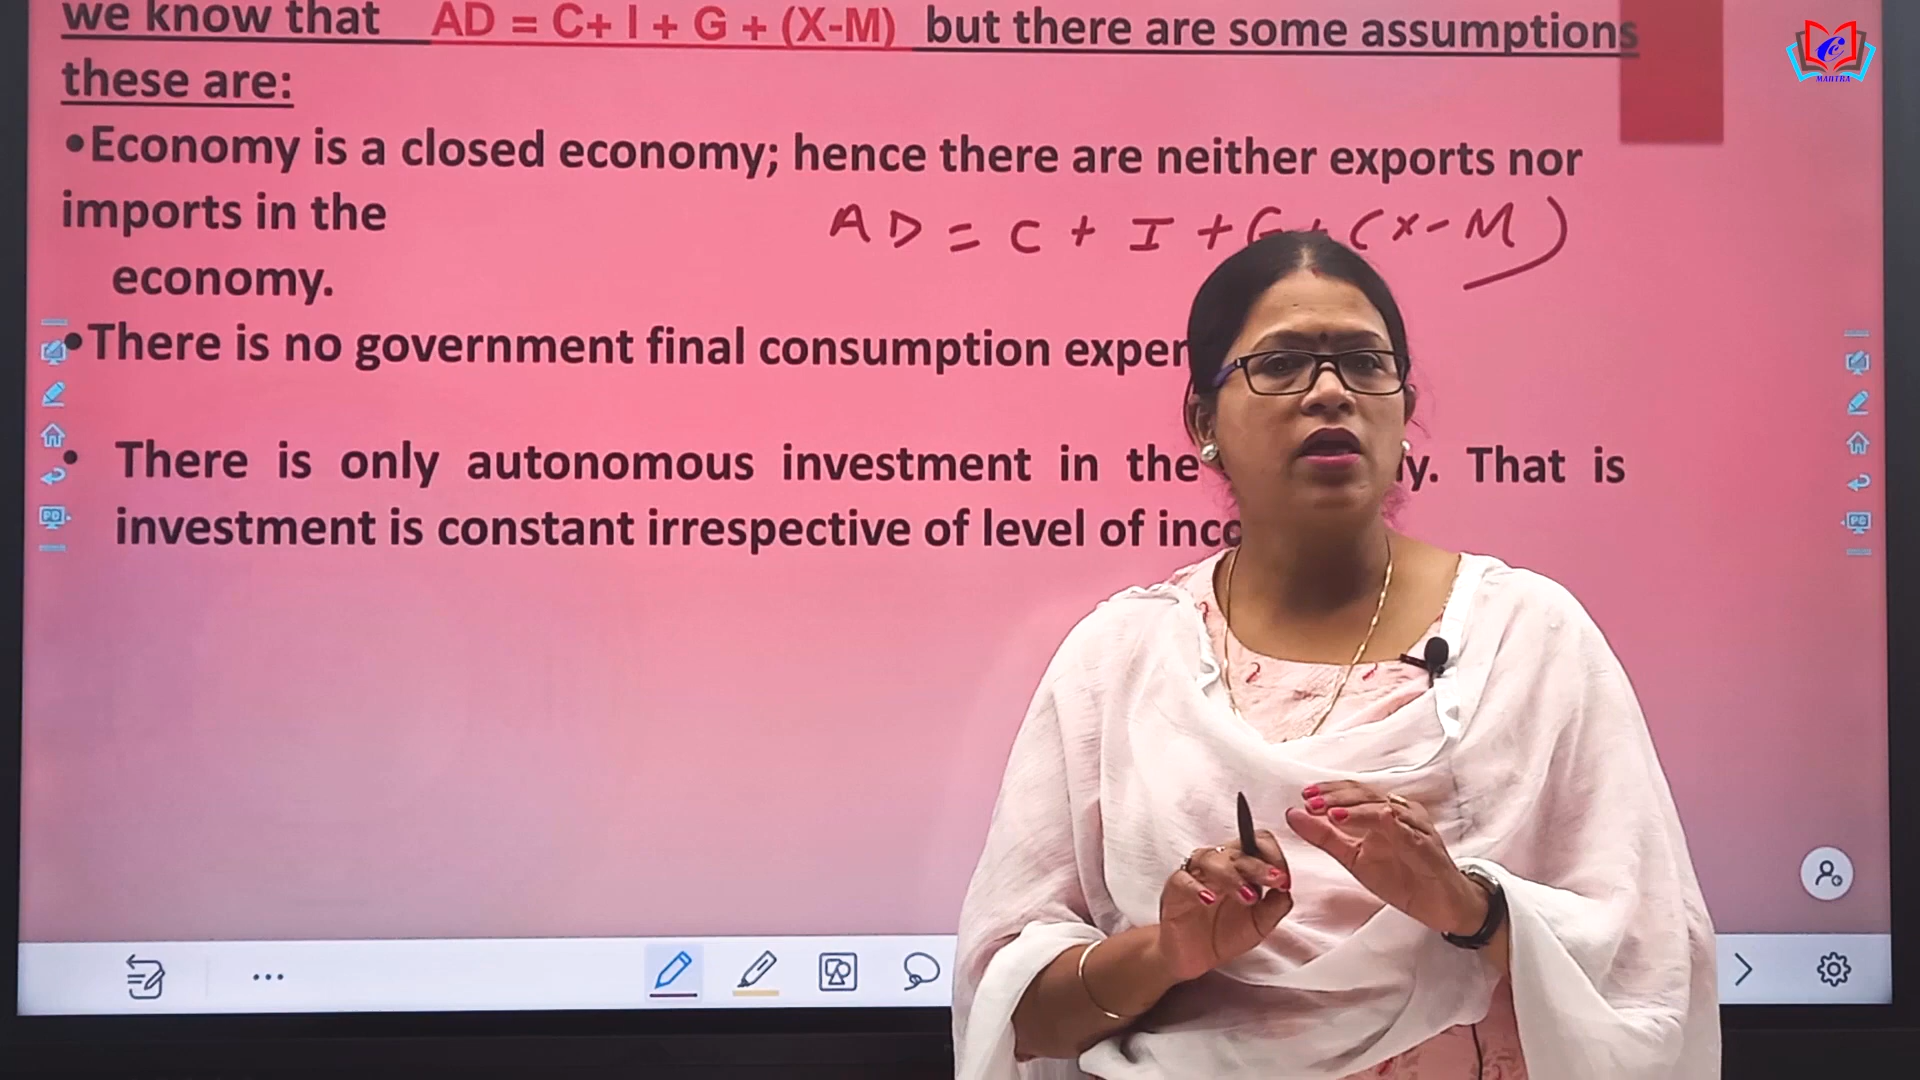 we know that AD = C+ I + G + (X-M) but there are some assumptions
these are:
•Economy is a closed economy; hence there are neither exports nor
imports in the
AD = C + I + G + (X-M)
economy.
•There is no government final consumption
• There is only autonomous investment in the That is
investment is constant irrespective of level of
MANTRA